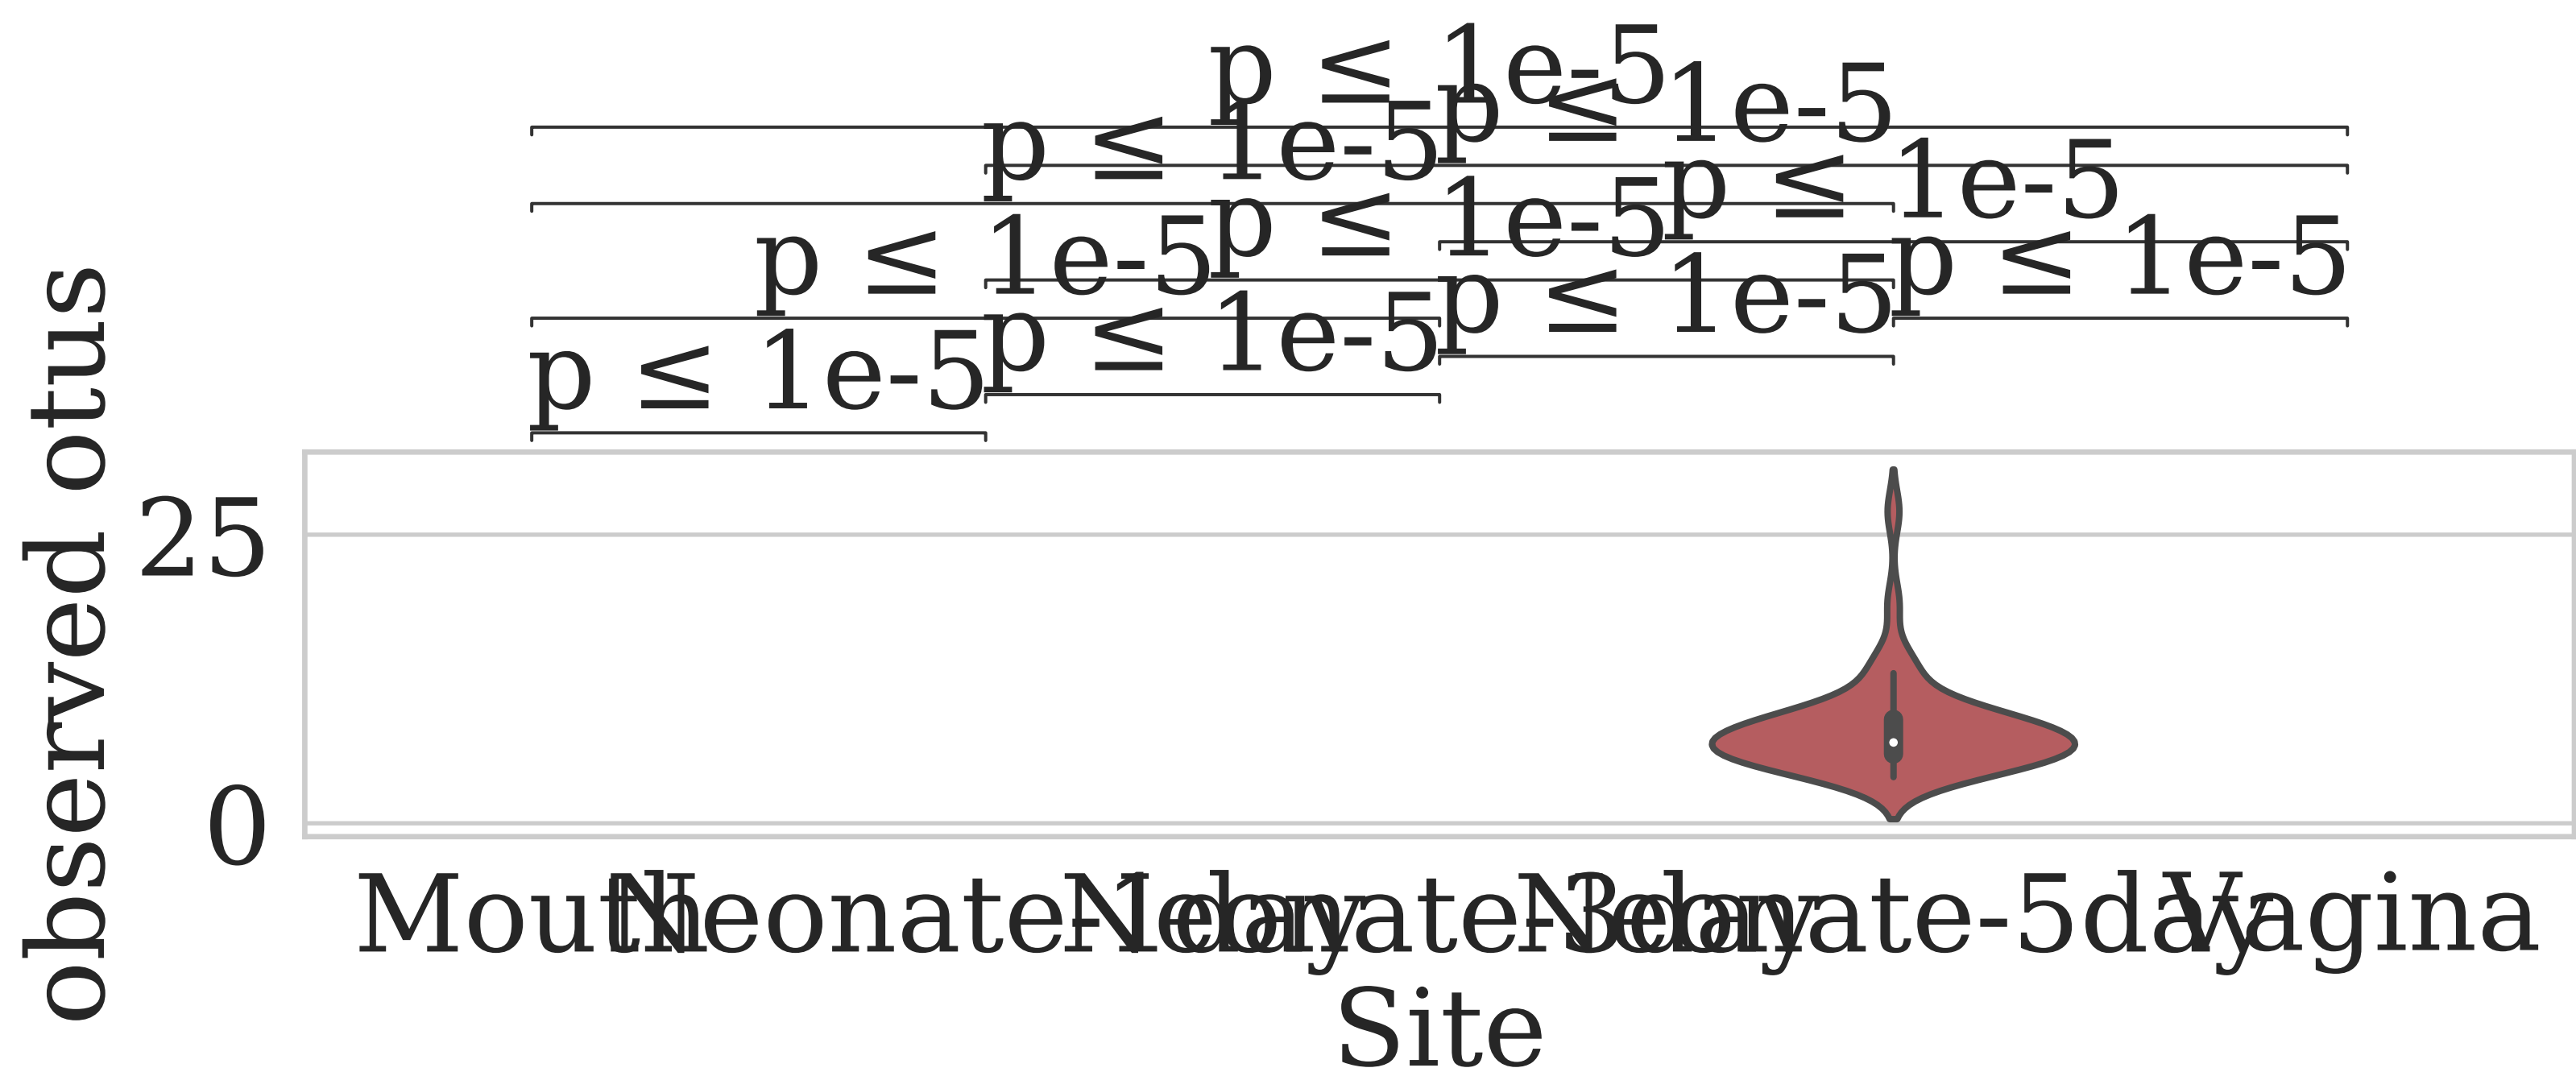 p ≤ 1e-5
p ≤ 1e-5
p ≤ 1e-5
p ≤ 1e-5
p ≤ 1e-5
p ≤ 1e-5
p ≤ 1e-5
p ≤ 1e-5
p ≤ 1e-5
p ≤ 1e-5
observed otus
25
0
Mouth
Neonate-1day
Neonate-3day
Neonate-5day
Vagina
Site